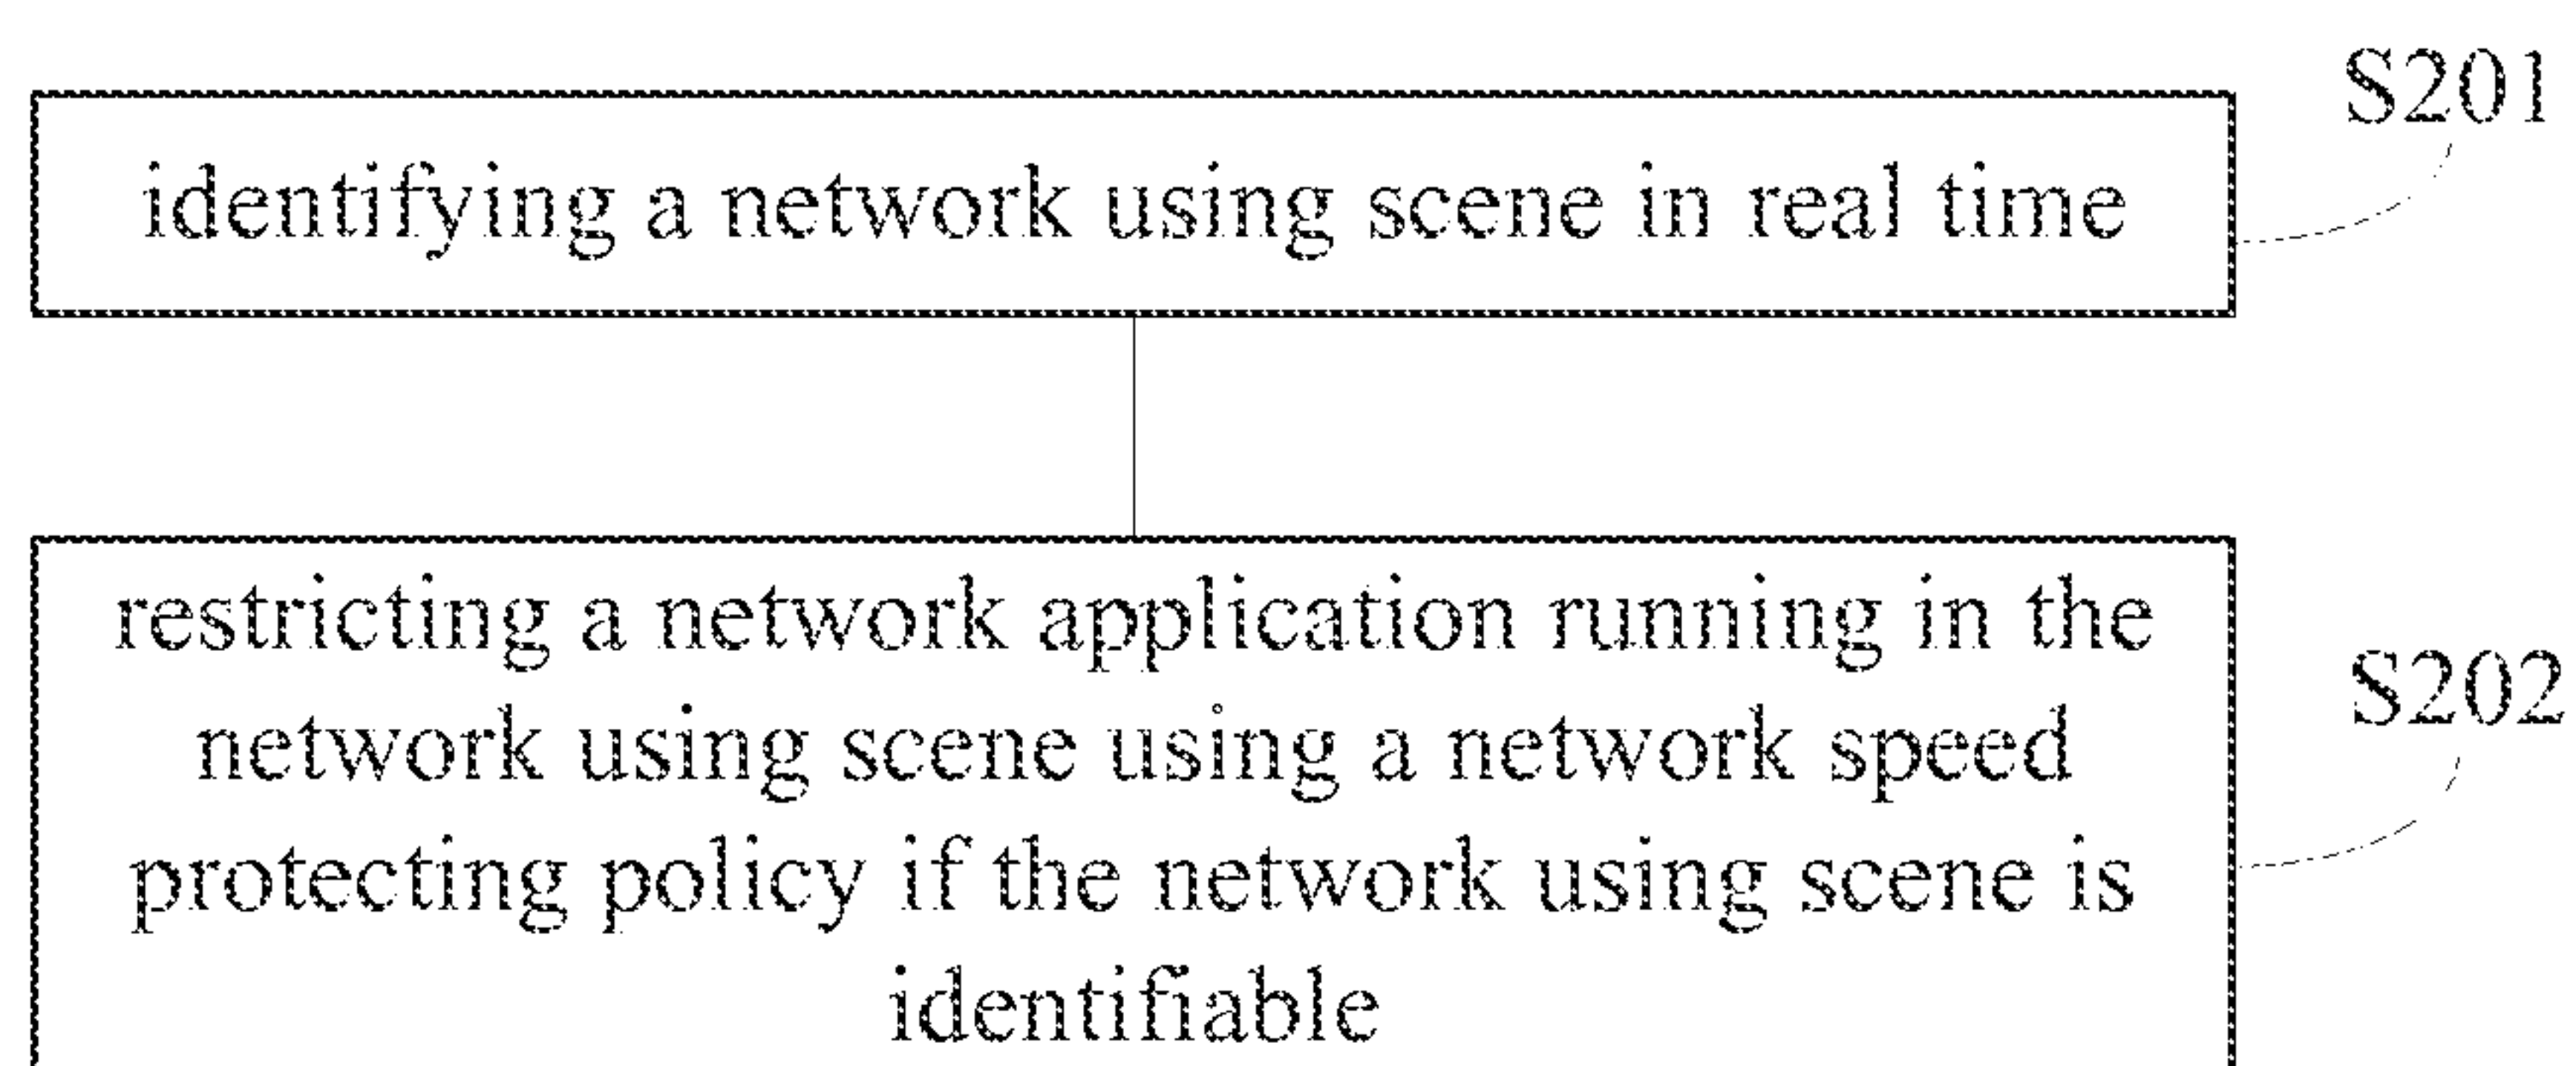 S201
identifying a network using scene in real time
restricting a network application running in the
S202
network using scene using a network speed
protecting policy if the network using scene is
identifiable